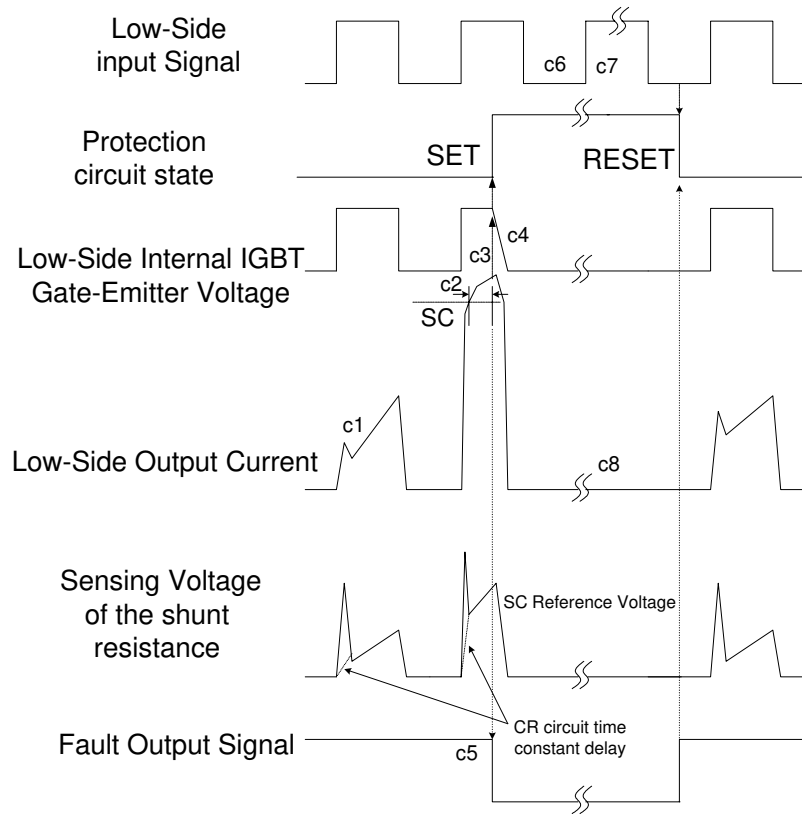 Low-Side
input Signal
c6
c7
Protection
circuit state
SET
RESET
Low-Side Internal IGBT
Gate-Emitter Voltage
c4
c3
c2
SC
c1
Low-Side Output Current
c8
Sensing Voltage
of the shunt
resistance
SC Reference Voltage
CR circuit time
constant delay
Fault Output Signal
c5